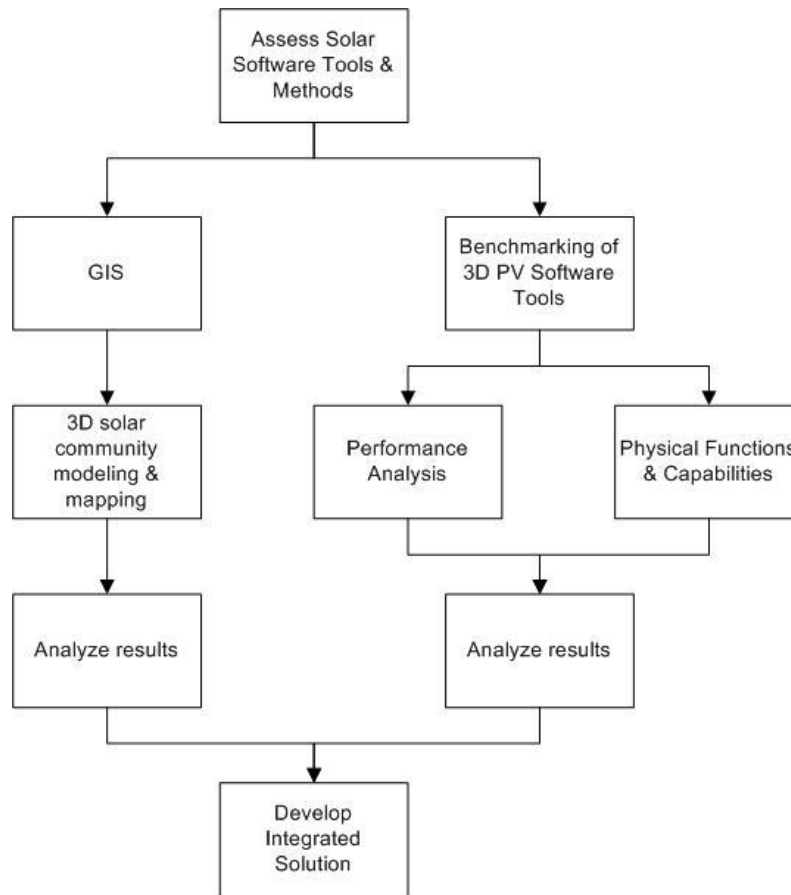 Assess Solar
Software Tools &
Methods
GIS
Benchmarking of
3D PV Software
Tools
3D solar
community
modeling &
mapping
Performance
Analysis
Physical Functions
& Capabilities
Analyze results
Analyze results
Develop
Integrated
Solution